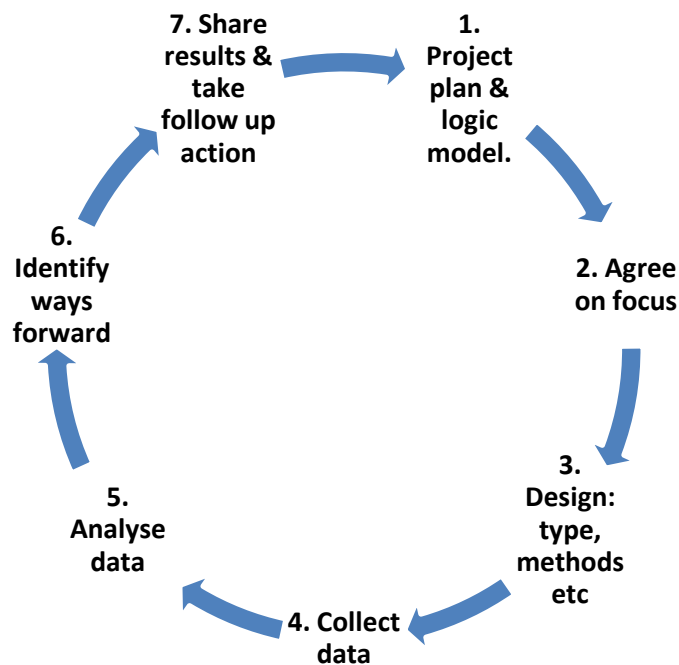 1.
Project
plan &
logic
model.
2. Agree
on focus
3.
Design:
type,
methods
etc
4. Collect
data
5.
Analyse
data
6.
Identify
ways
forward
7. Share
results &
take
follow up
action